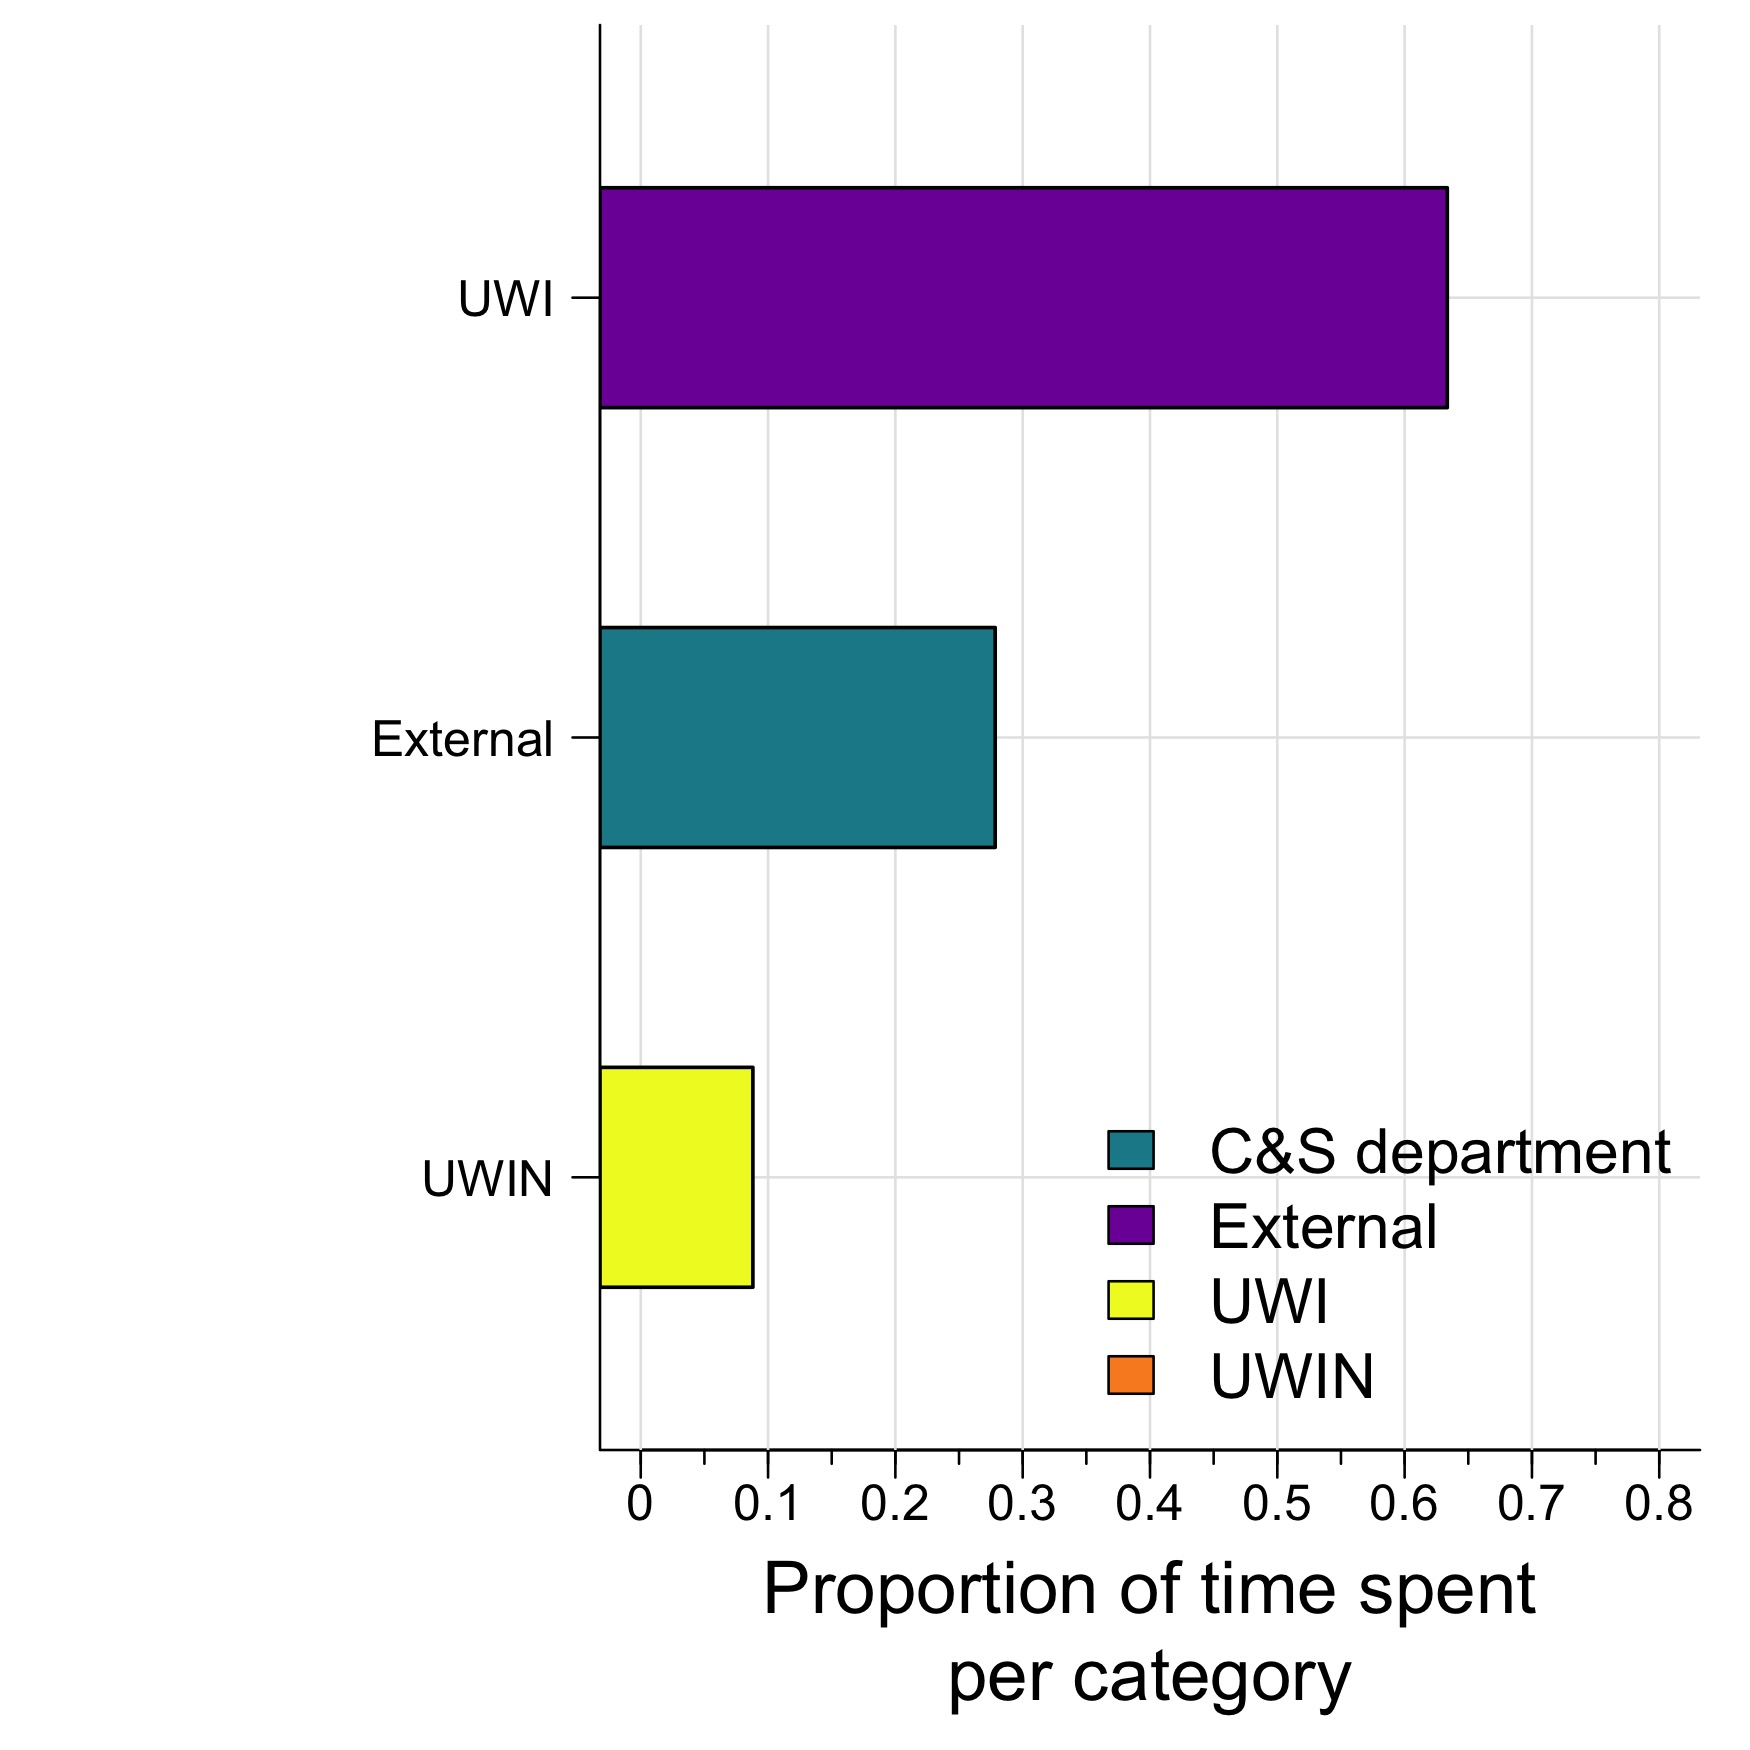 UWI
External
UWIN
C&S department
External
UWI
UWIN
0 0.1 0.2 0.3 0.4 0.5 0.6 0.7 0.8
Proportion of time spent
per category